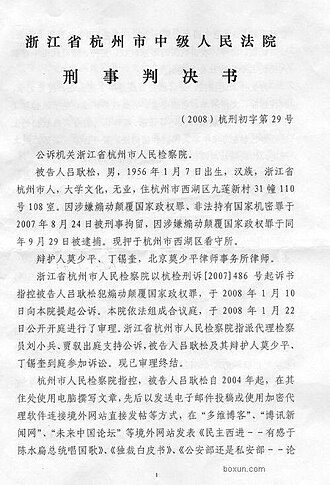 浙江省杭州市中级人民法院
刑事判决书
（2008）杭刑初字第29号
公诉机关浙江省杭州市人民检察院。
被告人吕耿松，男，1956年1月7日出生，汉族，浙江省
杭州市人，大学文化，无业，住杭州市西湖区九莲新村31幢110
号108室。因涉嫌煽动颠覆国家政权罪、非法持有国家机密罪于
2007年8月24日被刑事拘留，因涉嫌煽动颠覆国家政权罪于同
年9月29日被逮捕。现押于杭州市西湖区看守所。
辩护人莫少平、丁锡奎，北京莫少平律师事务所律师。
浙江省杭州市人民检察院以杭检刑诉[2007]486号起诉书
指控被告人吕耿松犯煽动颠覆国家政权罪，于2008年1月10
日向本院提起公诉。本院依法组成合议庭，于2008年1月22
日公开开庭进行了审理。浙江省杭州市人民检察院指派代理检察
员刘小兵、贾驭出庭支持公诉，被告人吕耿松及其辩护人莫少平、
丁锡奎到庭参加诉讼。现已审理终结。
杭州市人民检察院指控，被告人吕耿松自2004年起，在其
住处使用电脑撰写文章，先后以发送电子邮件投稿或使用加密代
理软件连接境外网站直接发帖等方式，在“多维博客”、“博讯新
闻网”、“未来中国论坛”等境外网站发表《民主西进--有感于
陈水扁总统唱国歌》、《独裁白皮书》、《公安部还是私安部--论
1
boxun.com